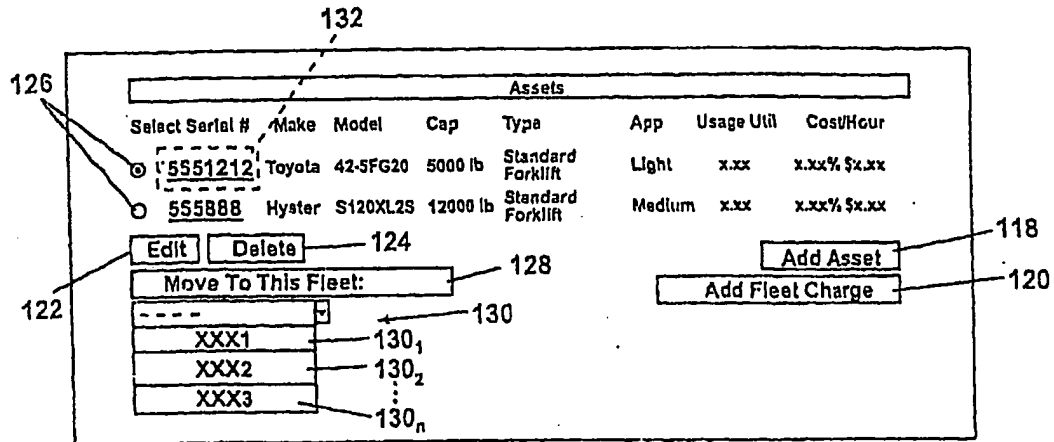 132
Assets
126
Select Serial # Make Model Cap Type App Usage Util Cost/Hour
5551212 Toyota 42-5FG20 5000 lb Standard Forklift Light x.xx x.xx% $x.xx
555888 Hyster S120XL2S 12000 lb Standard Forklift Medium x.xx x.xx% $x.xx
Edit Delete 124 Add Asset 118
122 Move To This Fleet: 128 Add Fleet Charge 120
- - - - 130
XXX1 130₁
XXX2 130₂
XXX3 130ₙ